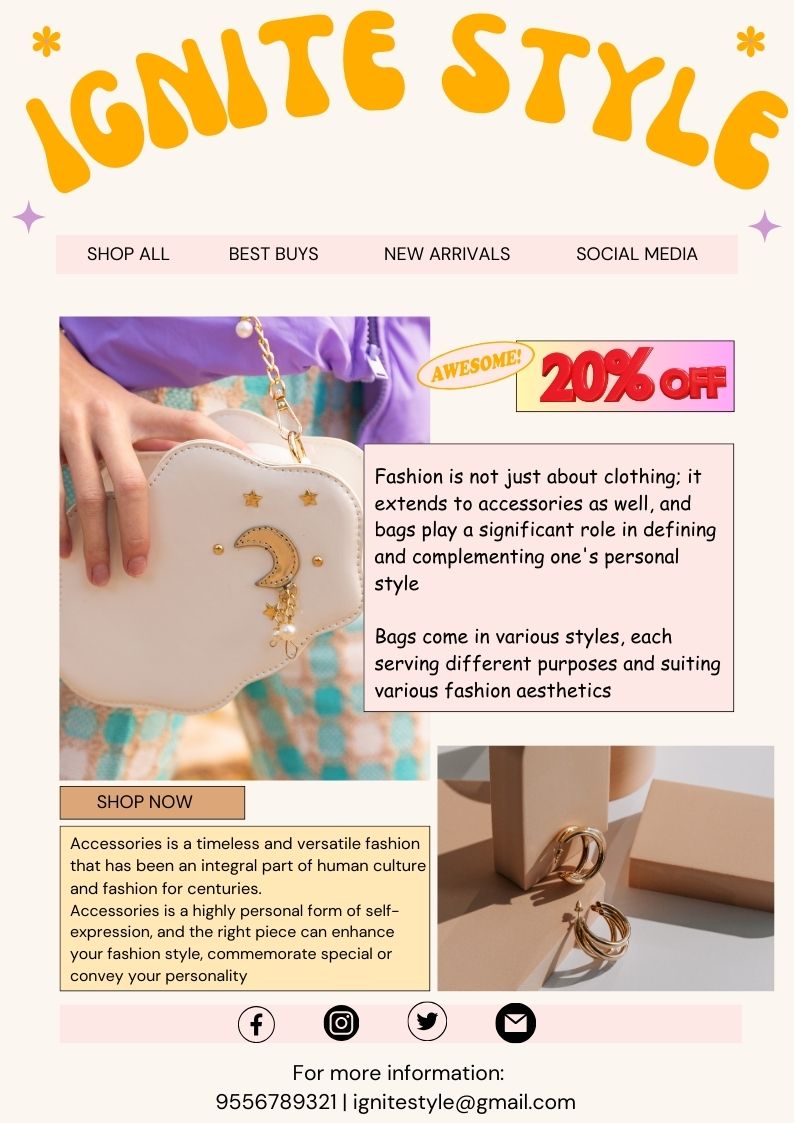 IGNITE STYLE
SHOP ALL BEST BUYS NEW ARRIVALS SOCIAL MEDIA
AWESOME! 20% OFF
Fashion is not just about clothing; it
extends to accessories as well, and
bags play a significant role in defining
and complementing one's personal
style
Bags come in various styles, each
serving different purposes and suiting
various fashion aesthetics
SHOP NOW
Accessories is a timeless and versatile fashion
that has been an integral part of human culture
and fashion for centuries.
Accessories is a highly personal form of self-
expression, and the right piece can enhance
your fashion style, commemorate special or
convey your personality
For more information:
9556789321 | ignitestyle@gmail.com